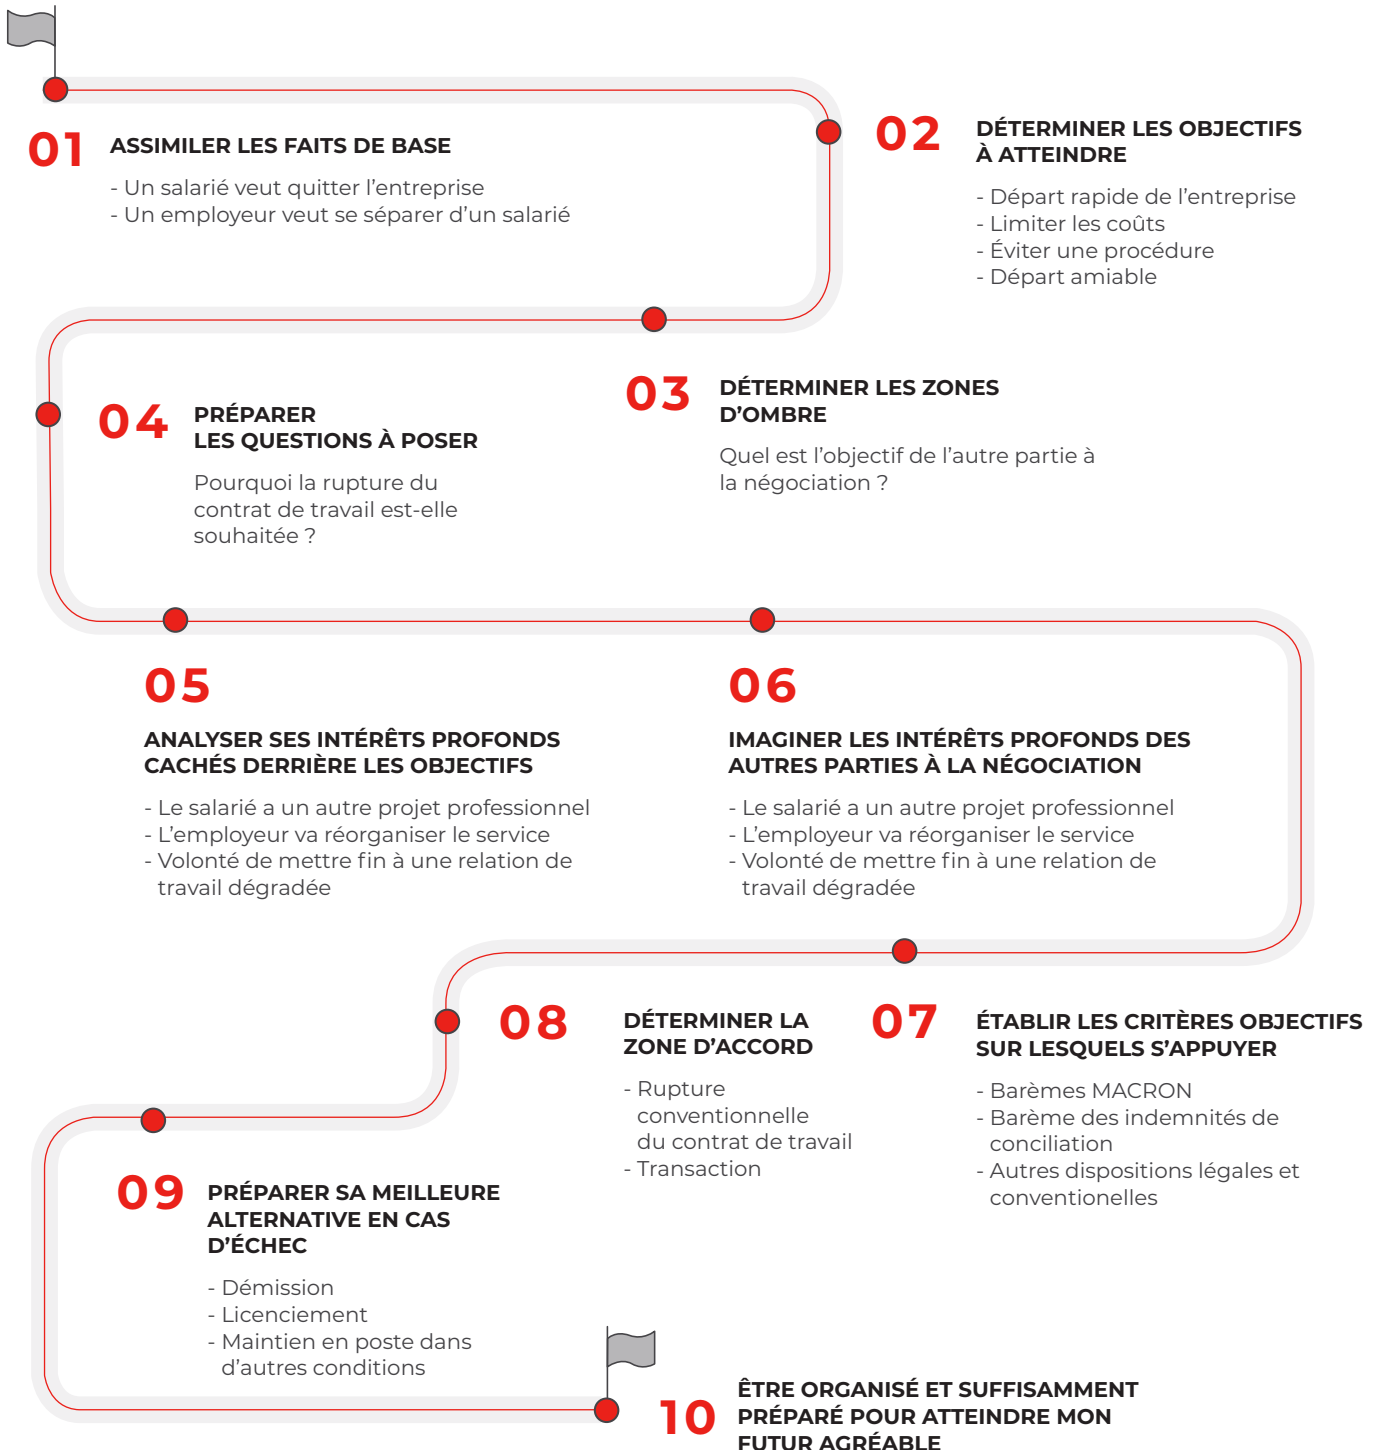 01
ASSIMILER LES FAITS DE BASE
- Un salarié veut quitter l’entreprise
- Un employeur veut se séparer d’un salarié
02
DÉTERMINER LES OBJECTIFS
À ATTEINDRE
- Départ rapide de l’entreprise
- Limiter les coûts
- Éviter une procédure
- Départ amiable
03
DÉTERMINER LES ZONES
D’OMBRE
Quel est l’objectif de l’autre partie à
la négociation ?
04
PRÉPARER
LES QUESTIONS À POSER
Pourquoi la rupture du
contrat de travail est-elle
souhaitée ?
05
ANALYSER SES INTÉRÊTS PROFONDS
CACHÉS DERRIÈRE LES OBJECTIFS
- Le salarié a un autre projet professionnel
- L’employeur va réorganiser le service
- Volonté de mettre fin à une relation de
travail dégradée
06
IMAGINER LES INTÉRÊTS PROFONDS DES
AUTRES PARTIES À LA NÉGOCIATION
- Le salarié a un autre projet professionnel
- L’employeur va réorganiser le service
- Volonté de mettre fin à une relation de
travail dégradée
07
ÉTABLIR LES CRITÈRES OBJECTIFS
SUR LESQUELS S’APPUYER
- Barèmes MACRON
- Barème des indemnités de
conciliation
- Autres dispositions légales et
conventionelles
08
DÉTERMINER LA
ZONE D’ACCORD
- Rupture
conventionnelle
du contrat de travail
- Transaction
09
PRÉPARER SA MEILLEURE
ALTERNATIVE EN CAS
D’ÉCHEC
- Démission
- Licenciement
- Maintien en poste dans
d’autres conditions
10
ÊTRE ORGANISÉ ET SUFFISAMMENT
PRÉPARÉ POUR ATTEINDRE MON
FUTUR AGRÉABLE